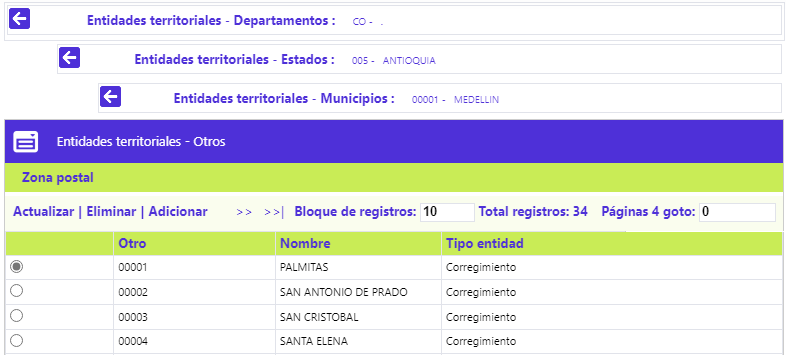 Entidades territoriales - Departamentos : CO - .
Entidades territoriales - Estados : 005 - ANTIOQUIA
Entidades territoriales - Municipios : 00001 - MEDELLIN
Entidades territoriales - Otros
Zona postal
Actualizar | Eliminar | Adicionar >> >>| Bloque de registros: 10 Total registros: 34 Páginas 4 goto: 0
Otro Nombre Tipo entidad
00001 PALMITAS Corregimiento
00002 SAN ANTONIO DE PRADO Corregimiento
00003 SAN CRISTOBAL Corregimiento
00004 SANTA ELENA Corregimiento